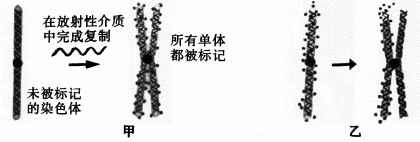 在放射性介质
中完成复制
所有单体
都被标记
未被标记
的染色体
甲
乙